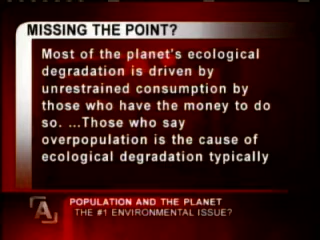 MISSING THE POINT?
Most of the planet's ecological
degradation is driven by
unrestrained consumption by
those who have the money to do
so. ...Those who say
overpopulation is the cause of
ecological degradation typically
A
POPULATION AND THE PLANET
THE #1 ENVIRONMENTAL ISSUE?